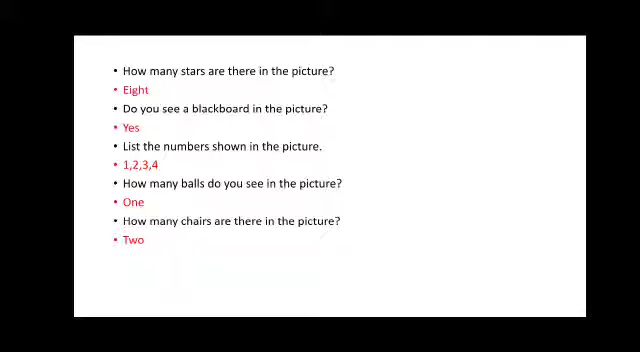 • How many stars are there in the picture?
• Eight
• Do you see a blackboard in the picture?
• Yes
• List the numbers shown in the picture.
• 1,2,3,4
• How many balls do you see in the picture?
• One
• How many chairs are there in the picture?
• Two